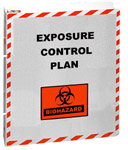 EXPOSURE
CONTROL
PLAN
BIOHAZARD